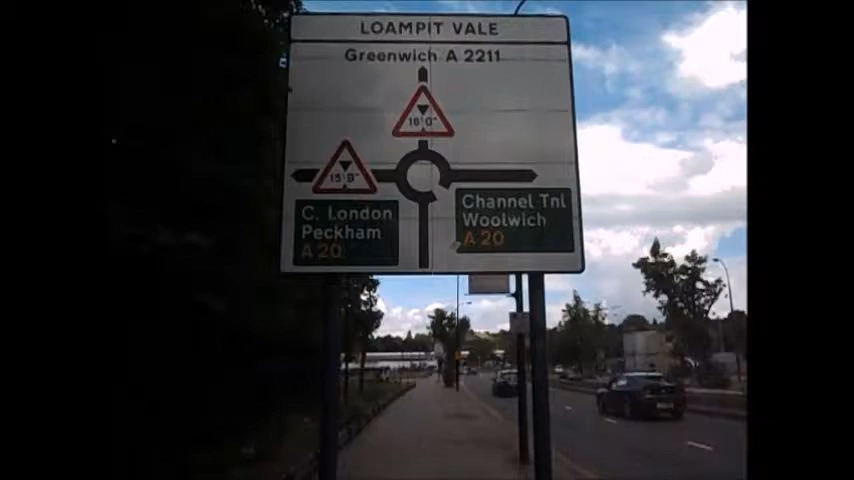 LOAMPIT VALE
Greenwich A 2211
16'0"
15'9"
C. London
Peckham
A 20
Channel Tnl
Woolwich
A 20